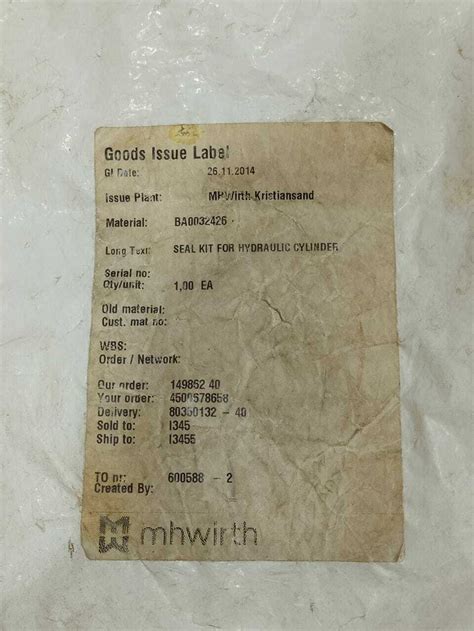 Goods Issue Label
GI Date: 26.11.2014
Issue Plant: MHWirth Kristiansand
Material: BA0032426
Long Text: SEAL KIT FOR HYDRAULIC CYLINDER
Serial no:
Qty/unit: 1,00 EA
Old material:
Cust. mat no:
WBS:
Order / Network:
Our order: 149862 40
Your order: 4500678658
Delivery: 80350132 - 40
Sold to: I345
Ship to: I3455
TO nr: 600588 - 2
Created By:
mhwirth